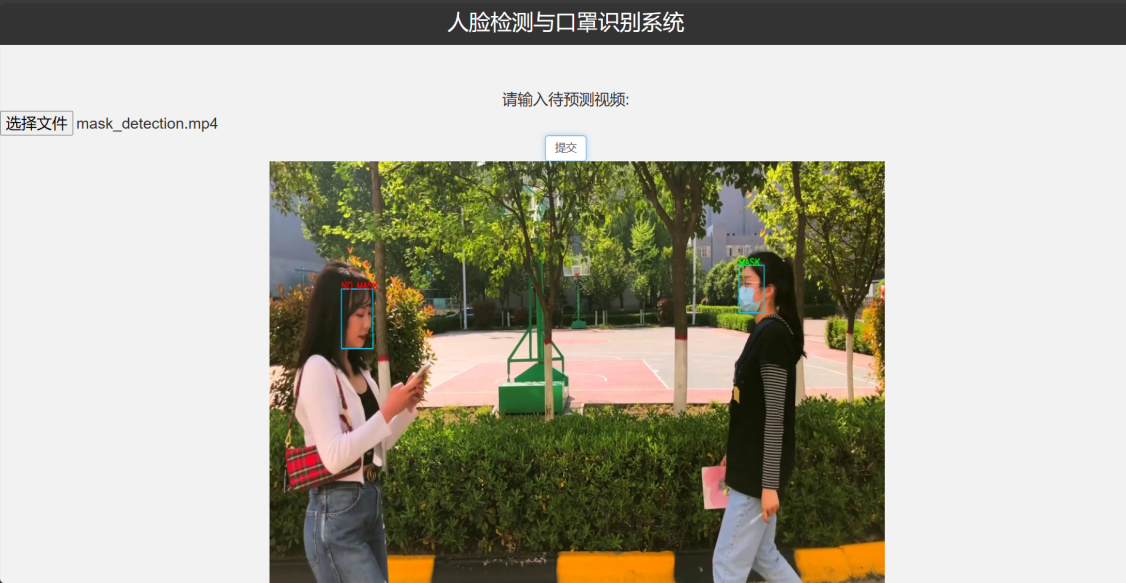 人脸检测与口罩识别系统
请输入待预测视频:
选择文件 mask_detection.mp4
提交
MASK
NO MASK